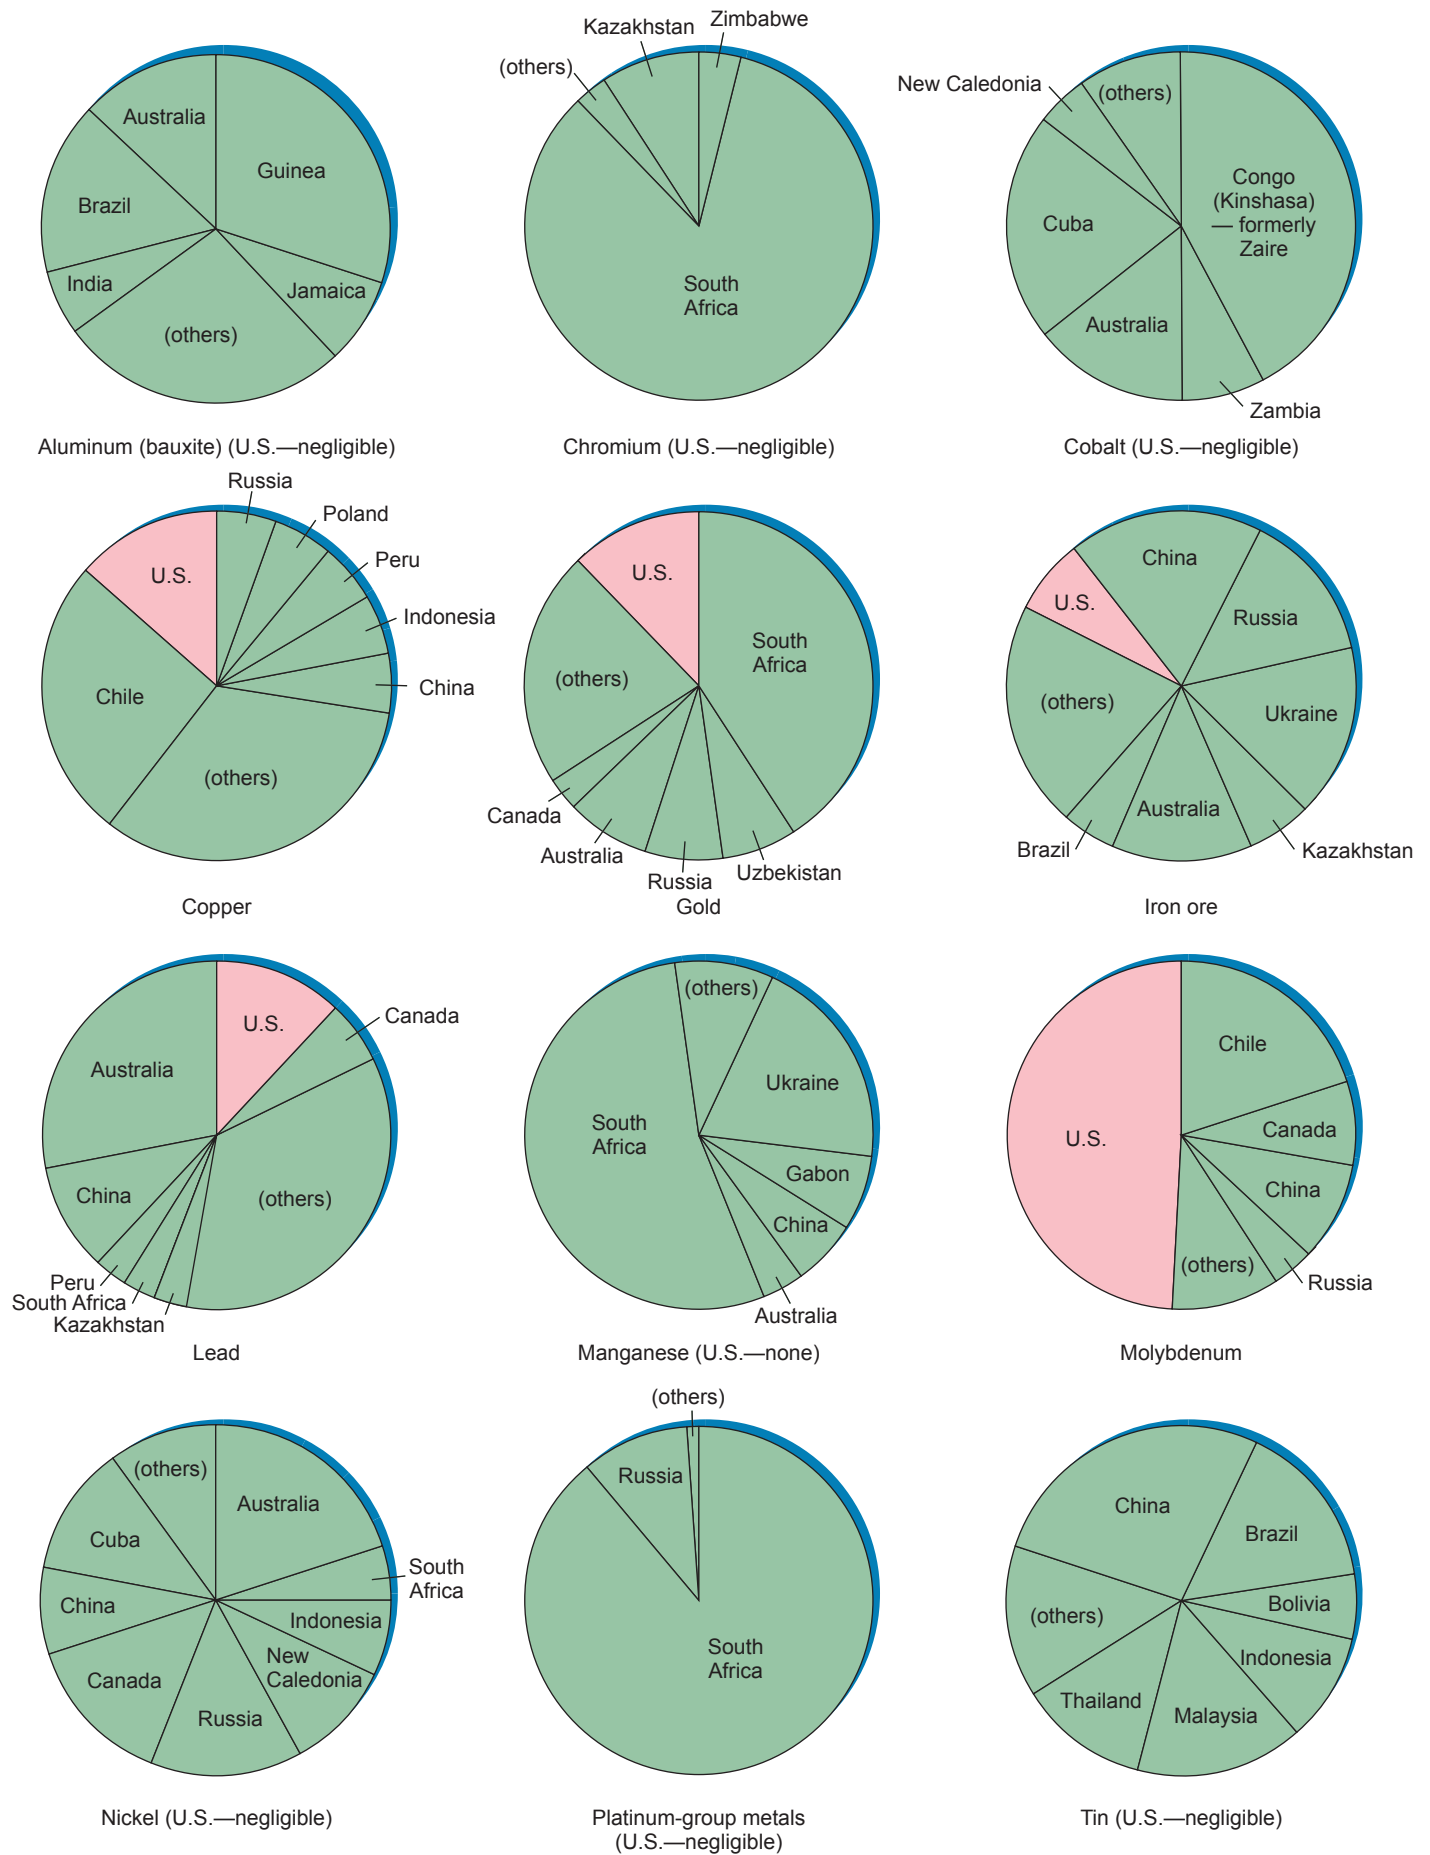 Australia
Guinea
Brazil
India
Jamaica
(others)
Aluminum (bauxite) (U.S.—negligible)
Kazakhstan
Zimbabwe
(others)
South
Africa
Chromium (U.S.—negligible)
New Caledonia
(others)
Congo
(Kinshasa)
— formerly
Zaire
Cuba
Australia
Zambia
Cobalt (U.S.—negligible)
Russia
Poland
Peru
U.S.
Indonesia
China
Chile
(others)
Copper
U.S.
South
Africa
(others)
Canada
Australia
Russia
Uzbekistan
Gold
China
U.S.
Russia
Ukraine
(others)
Australia
Brazil
Kazakhstan
Iron ore
U.S.
Canada
Australia
China
(others)
Peru
South Africa
Kazakhstan
Lead
(others)
Ukraine
South
Africa
Gabon
China
Australia
Manganese (U.S.—none)
Chile
U.S.
Canada
China
(others)
Russia
Molybdenum
(others)
Australia
Cuba
South
Africa
China
Indonesia
New
Caledonia
Canada
Russia
Nickel (U.S.—negligible)
(others)
Russia
South
Africa
Platinum-group metals
(U.S.—negligible)
China
Brazil
Bolivia
(others)
Indonesia
Thailand
Malaysia
Tin (U.S.—negligible)